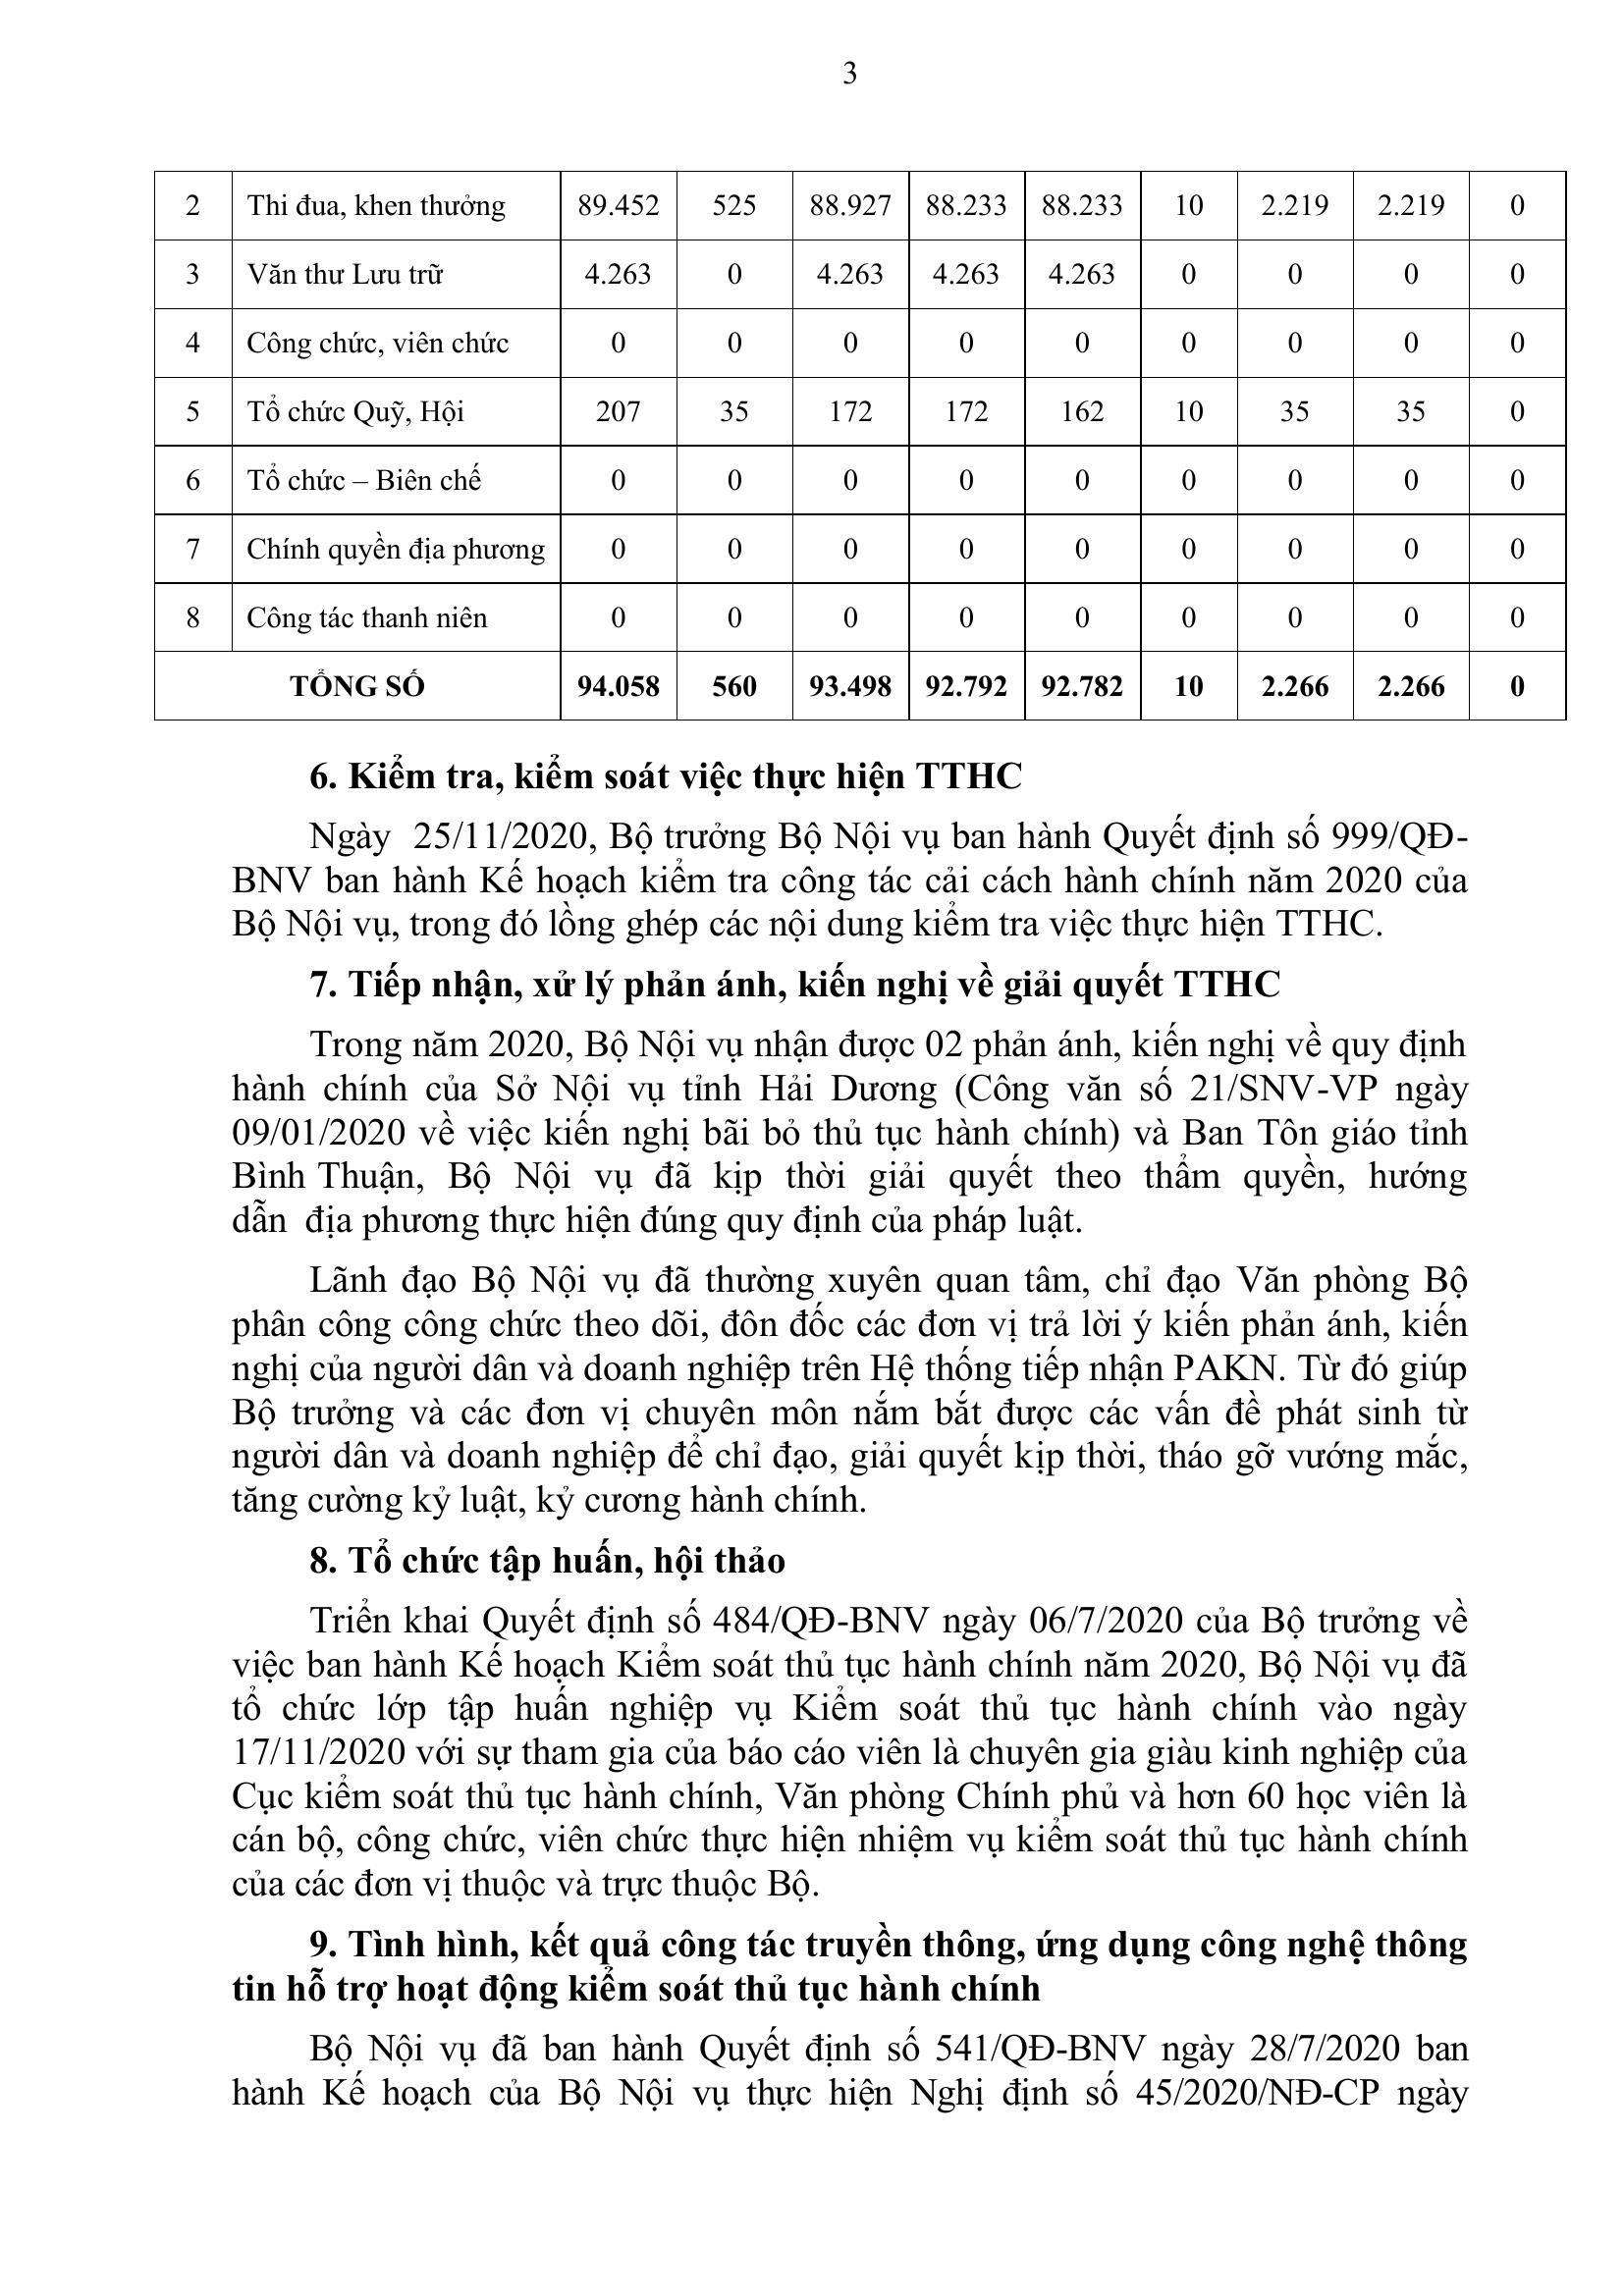 3
2 Thi đua, khen thưởng 89.452 525 88.927 88.233 88.233 10 2.219 2.219 0
3 Văn thư Lưu trữ 4.263 0 4.263 4.263 4.263 0 0 0 0
4 Công chức, viên chức 0 0 0 0 0 0 0 0 0
5 Tổ chức Quỹ, Hội 207 35 172 172 162 10 35 35 0
6 Tổ chức – Biên chế 0 0 0 0 0 0 0 0 0
7 Chính quyền địa phương 0 0 0 0 0 0 0 0 0
8 Công tác thanh niên 0 0 0 0 0 0 0 0 0
TỔNG SỐ 94.058 560 93.498 92.792 92.782 10 2.266 2.266 0
6. Kiểm tra, kiểm soát việc thực hiện TTHC
Ngày 25/11/2020, Bộ trưởng Bộ Nội vụ ban hành Quyết định số 999/QĐ-
BNV ban hành Kế hoạch kiểm tra công tác cải cách hành chính năm 2020 của
Bộ Nội vụ, trong đó lồng ghép các nội dung kiểm tra việc thực hiện TTHC.
7. Tiếp nhận, xử lý phản ánh, kiến nghị về giải quyết TTHC
Trong năm 2020, Bộ Nội vụ nhận được 02 phản ánh, kiến nghị về quy định
hành chính của Sở Nội vụ tỉnh Hải Dương (Công văn số 21/SNV-VP ngày
09/01/2020 về việc kiến nghị bãi bỏ thủ tục hành chính) và Ban Tôn giáo tỉnh
Bình Thuận, Bộ Nội vụ đã kịp thời giải quyết theo thẩm quyền, hướng
dẫn địa phương thực hiện đúng quy định của pháp luật.
Lãnh đạo Bộ Nội vụ đã thường xuyên quan tâm, chỉ đạo Văn phòng Bộ
phân công công chức theo dõi, đôn đốc các đơn vị trả lời ý kiến phản ánh, kiến
nghị của người dân và doanh nghiệp trên Hệ thống tiếp nhận PAKN. Từ đó giúp
Bộ trưởng và các đơn vị chuyên môn nắm bắt được các vấn đề phát sinh từ
người dân và doanh nghiệp để chỉ đạo, giải quyết kịp thời, tháo gỡ vướng mắc,
tăng cường kỷ luật, kỷ cương hành chính.
8. Tổ chức tập huấn, hội thảo
Triển khai Quyết định số 484/QĐ-BNV ngày 06/7/2020 của Bộ trưởng về
việc ban hành Kế hoạch Kiểm soát thủ tục hành chính năm 2020, Bộ Nội vụ đã
tổ chức lớp tập huấn nghiệp vụ Kiểm soát thủ tục hành chính vào ngày
17/11/2020 với sự tham gia của báo cáo viên là chuyên gia giàu kinh nghiệp của
Cục kiểm soát thủ tục hành chính, Văn phòng Chính phủ và hơn 60 học viên là
cán bộ, công chức, viên chức thực hiện nhiệm vụ kiểm soát thủ tục hành chính
của các đơn vị thuộc và trực thuộc Bộ.
9. Tình hình, kết quả công tác truyền thông, ứng dụng công nghệ thông
tin hỗ trợ hoạt động kiểm soát thủ tục hành chính
Bộ Nội vụ đã ban hành Quyết định số 541/QĐ-BNV ngày 28/7/2020 ban
hành Kế hoạch của Bộ Nội vụ thực hiện Nghị định số 45/2020/NĐ-CP ngày